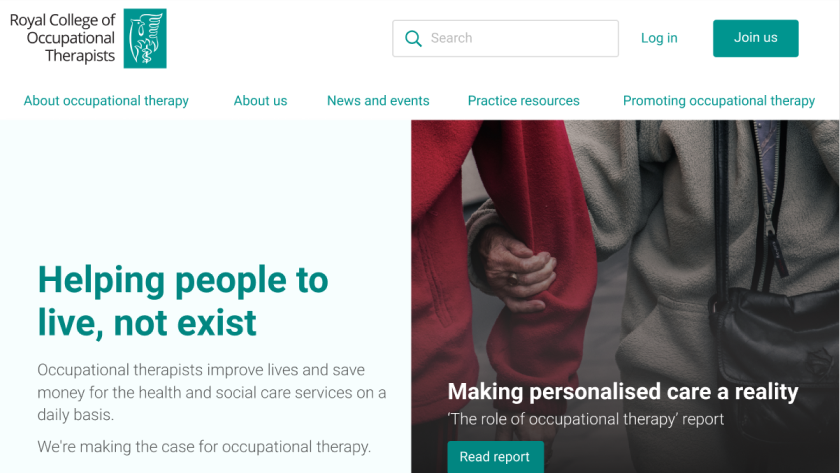 Royal College of
Occupational
Therapists
Search
Log in
Join us
About occupational therapy
About us
News and events
Practice resources
Promoting occupational therapy
Helping people to
live, not exist
Occupational therapists improve lives and save
money for the health and social care services on a
daily basis.
We're making the case for occupational therapy.
Making personalised care a reality
'The role of occupational therapy' report
Read report